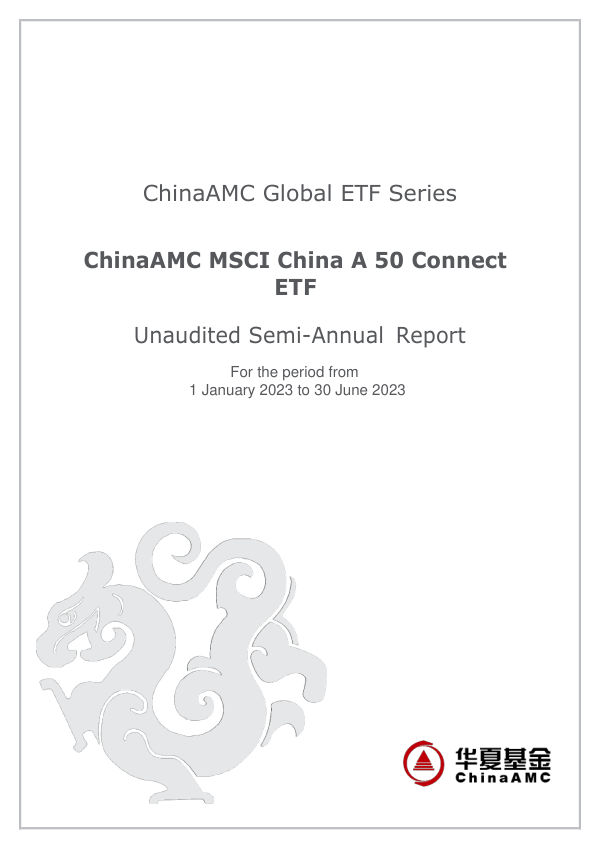 ChinaAMC Global ETF Series
ChinaAMC MSCI China A 50 Connect
ETF
Unaudited Semi-Annual Report
For the period from
1 January 2023 to 30 June 2023
华夏基金
ChinaAMC